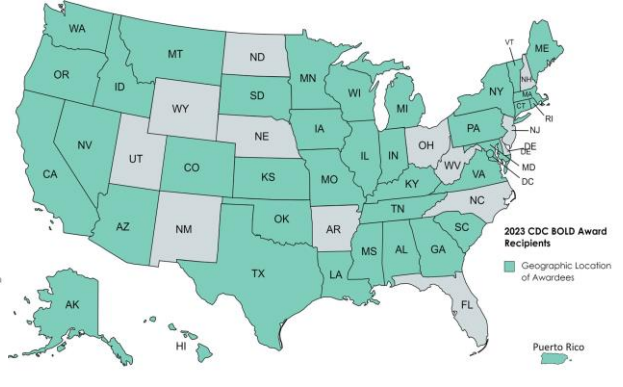 WA
MT
ND
MN
VT
ME
OR
ID
SD
WI
NH
WY
MI
NY
MA
CT
RI
IA
NE
PA
NJ
NV
UT
IL
IN
OH
DE
DE
MD
CA
CO
KS
MO
WV
VA
DC
KY
NC
AZ
NM
OK
AR
TN
SC
MS
AL
GA
TX
LA
FL
AK
HI
2023 CDC BOLD Award
Recipients
Geographic Location
of Awardees
Puerto Rico